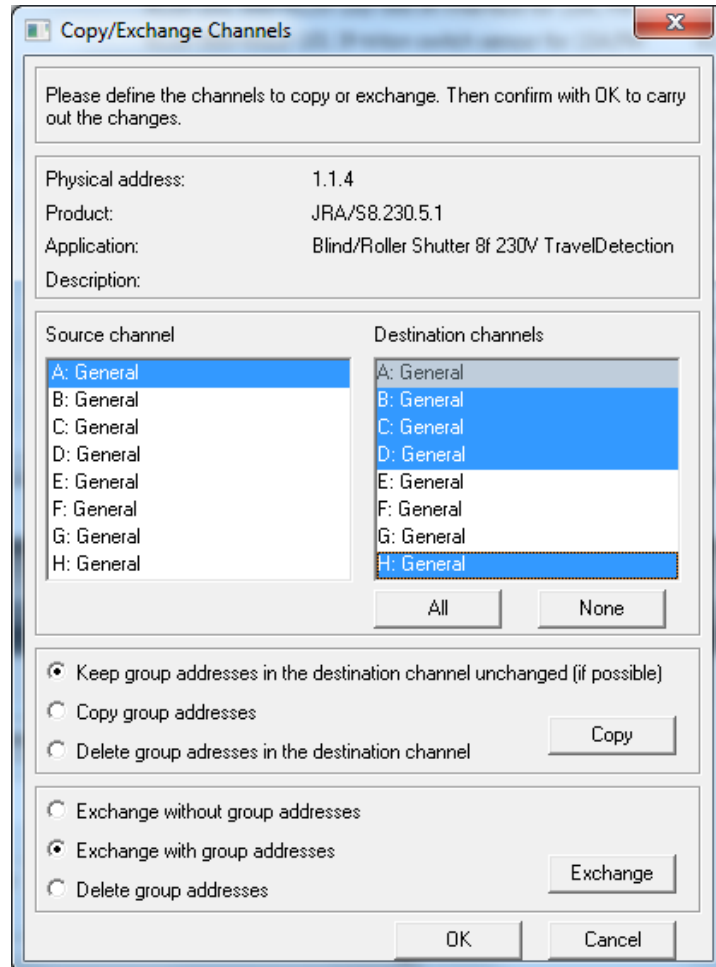 Copy/Exchange Channels
Please define the channels to copy or exchange. Then confirm with OK to carry
out the changes.
Physical address: 1.1.4
Product: JRA/S8.230.5.1
Application: Blind/Roller Shutter 8f 230V TravelDetection
Description:
Source channel Destination channels
A: General A: General
B: General B: General
C: General C: General
D: General D: General
E: General E: General
F: General F: General
G: General G: General
H: General H: General
All None
Keep group addresses in the destination channel unchanged (if possible)
Copy group addresses
Delete group adresses in the destination channel
Copy
Exchange without group addresses
Exchange with group addresses
Delete group addresses
Exchange
OK Cancel